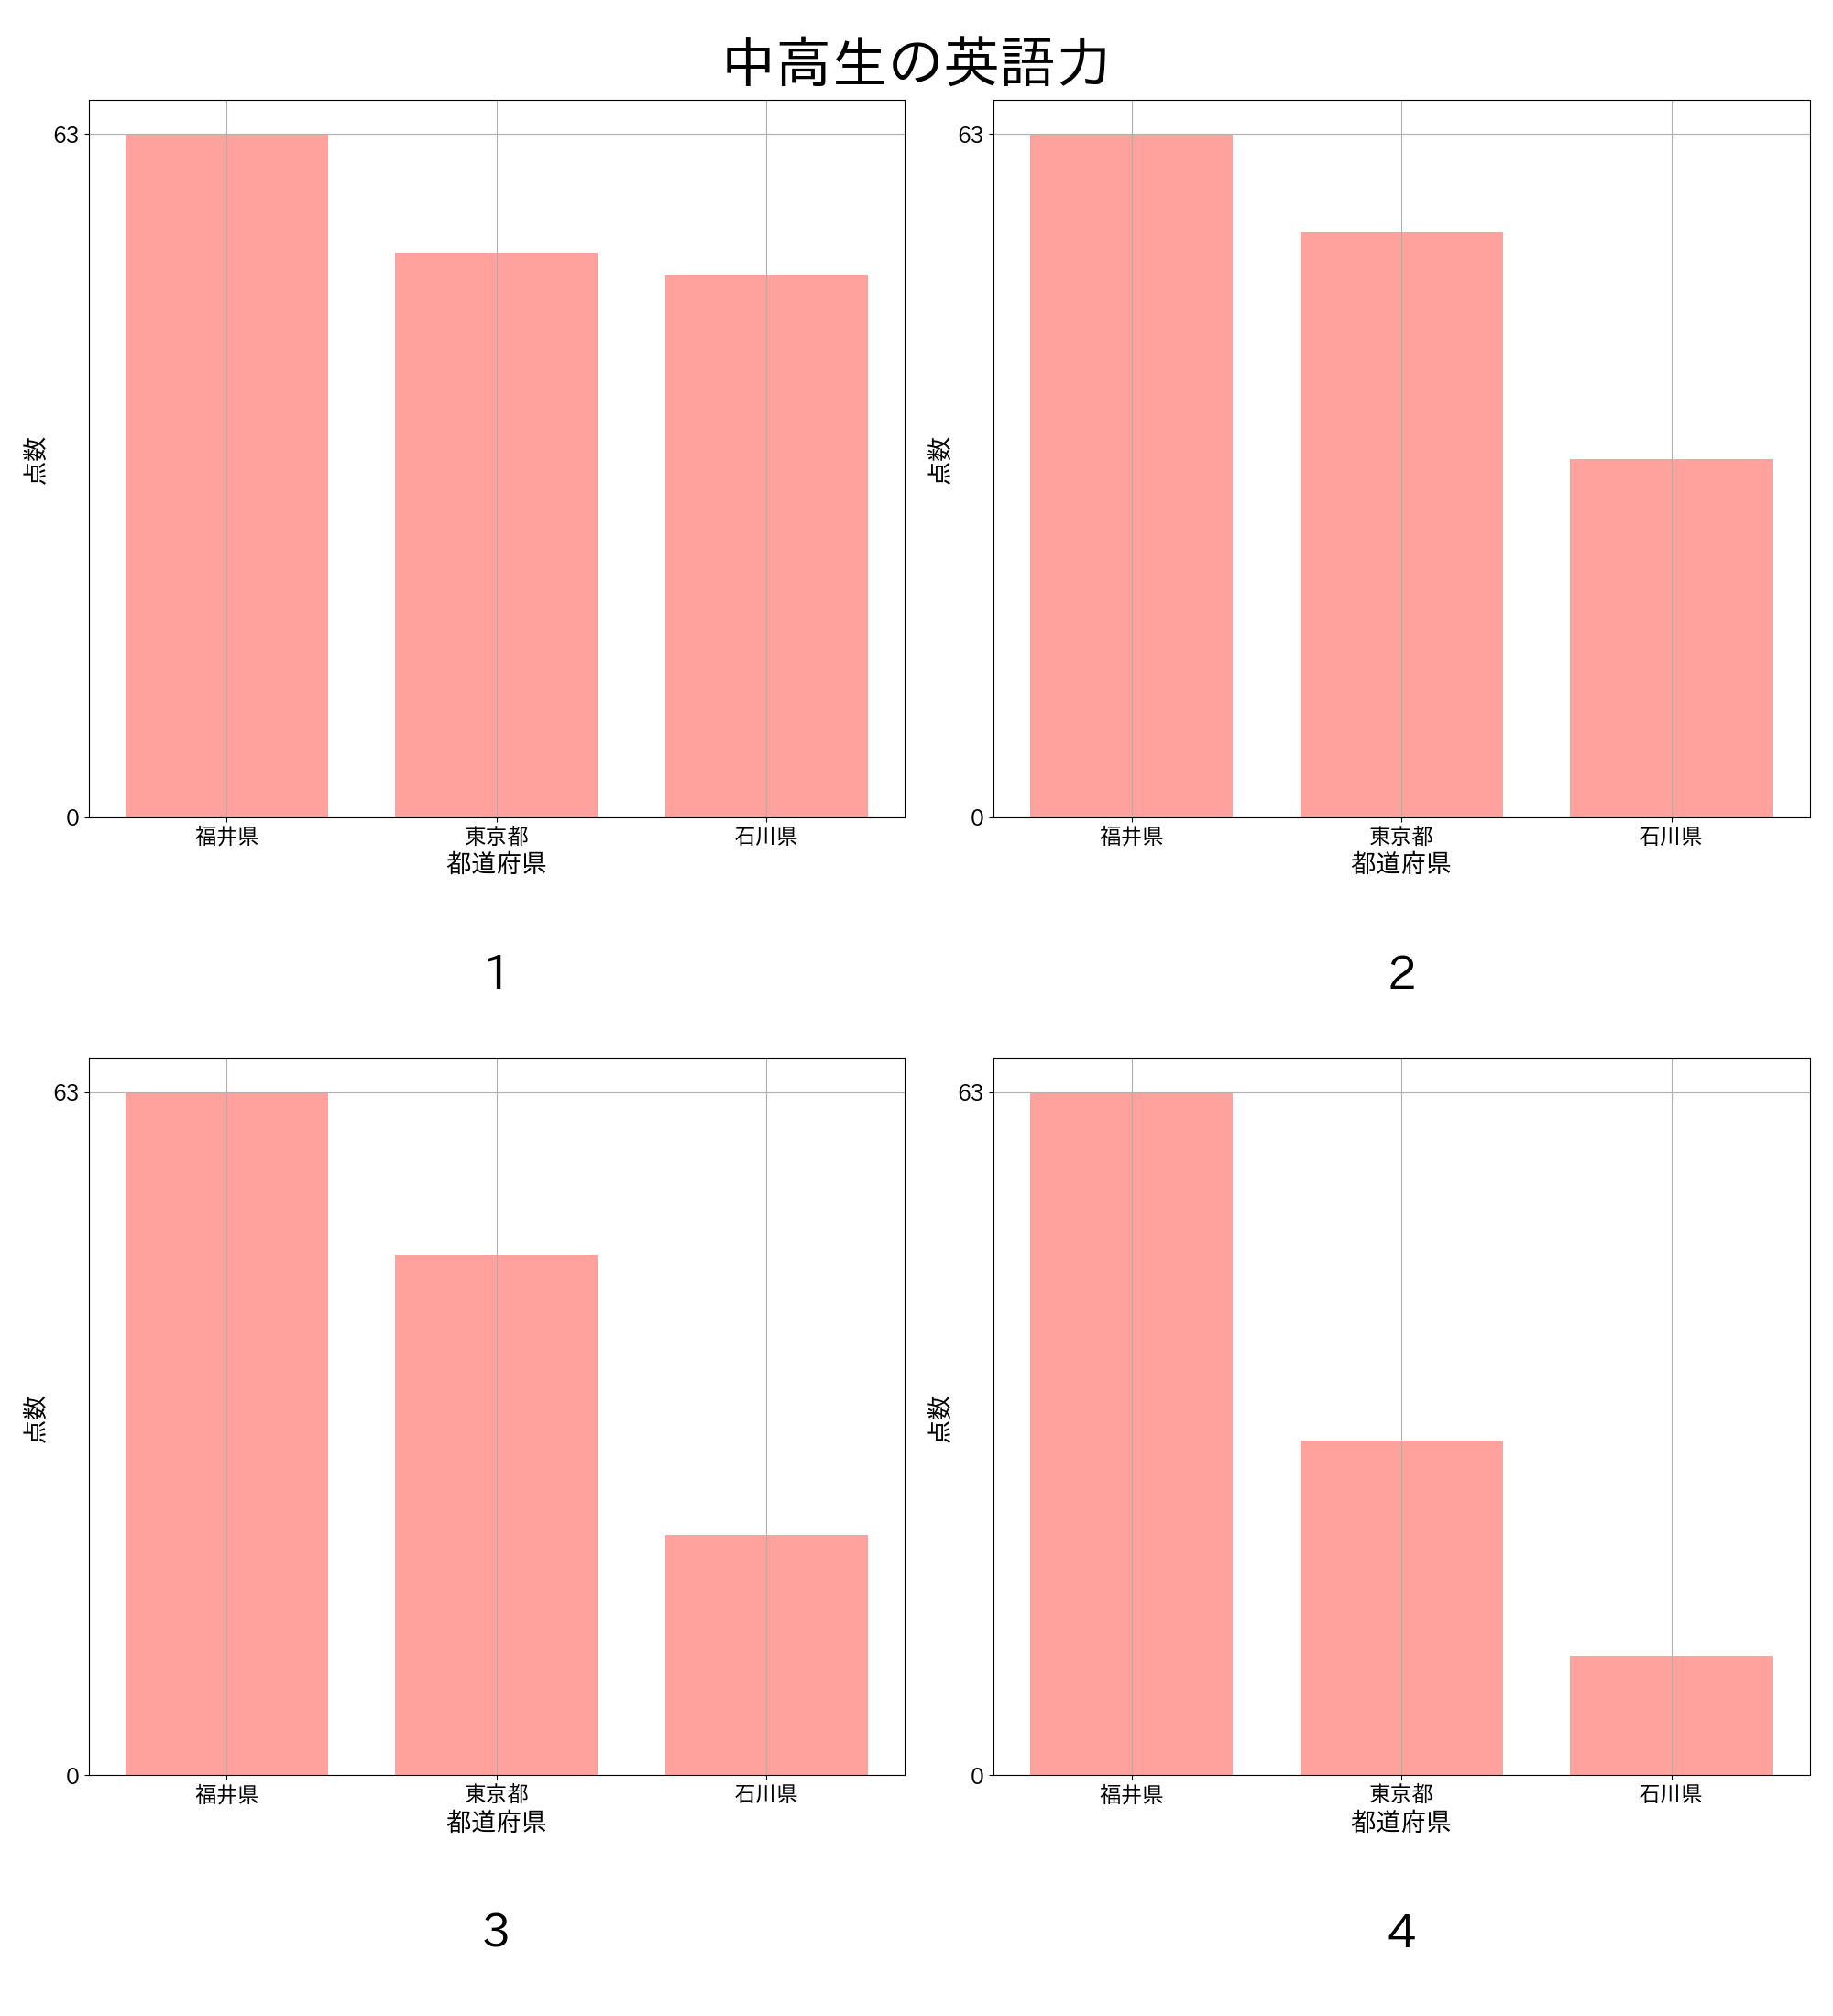 中高生の英語力
63
点数
0
福井県 東京都 石川県
都道府県
1
63
点数
0
福井県 東京都 石川県
都道府県
2
63
点数
0
福井県 東京都 石川県
都道府県
3
63
点数
0
福井県 東京都 石川県
都道府県
4